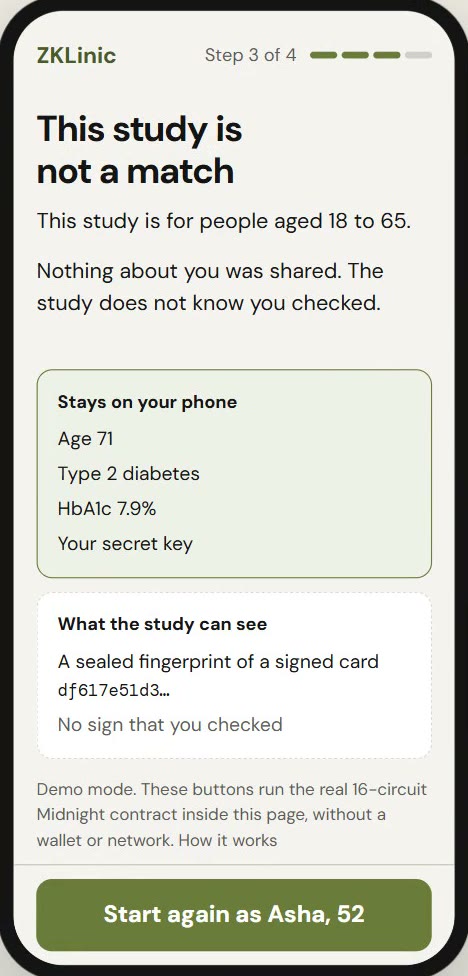 ZKLinic
Step 3 of 4
This study is
not a match
This study is for people aged 18 to 65.
Nothing about you was shared. The
study does not know you checked.
Stays on your phone
Age 71
Type 2 diabetes
HbA1c 7.9%
Your secret key
What the study can see
A sealed fingerprint of a signed card
df617e51d3…
No sign that you checked
Demo mode. These buttons run the real 16-circuit
Midnight contract inside this page, without a
wallet or network. How it works
Start again as Asha, 52